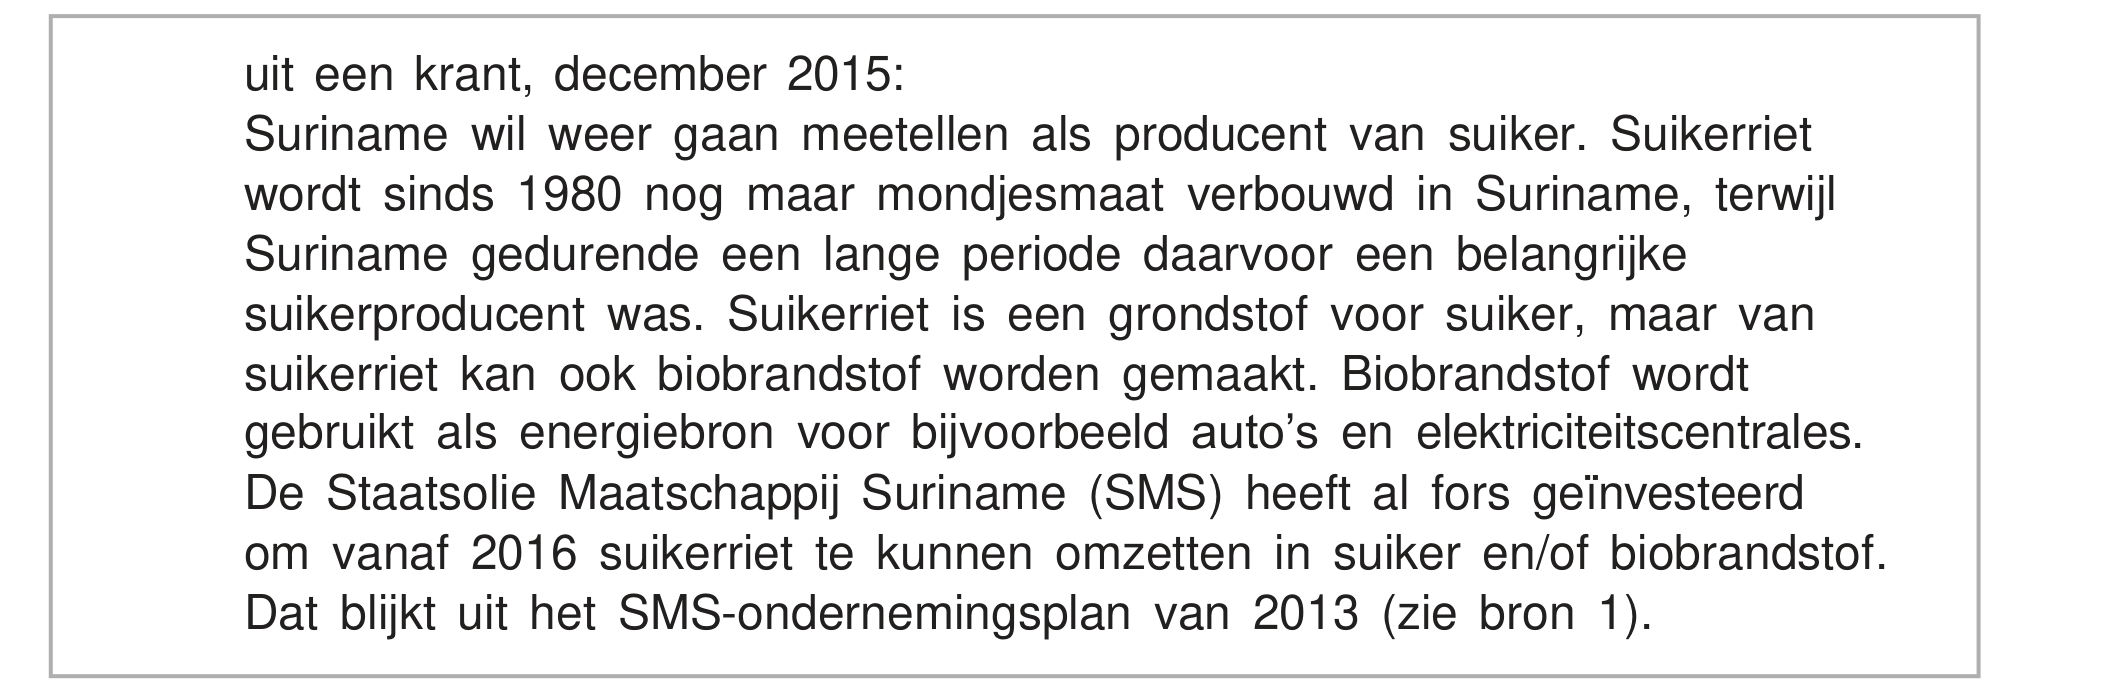 uit een krant, december 2015:
Suriname wil weer gaan meetellen als producent van suiker. Suikerriet
wordt sinds 1980 nog maar mondjesmaat verbouwd in Suriname, terwijl
Suriname gedurende een lange periode daarvoor een belangrijke
suikerproducent was. Suikerriet is een grondstof voor suiker, maar van
suikerriet kan ook biobrandstof worden gemaakt. Biobrandstof wordt
gebruikt als energiebron voor bijvoorbeeld auto’s en elektriciteitscentrales.
De Staatsolie Maatschappij Suriname (SMS) heeft al fors geïnvesteerd
om vanaf 2016 suikerriet te kunnen omzetten in suiker en/of biobrandstof.
Dat blijkt uit het SMS-ondernemingsplan van 2013 (zie bron 1).